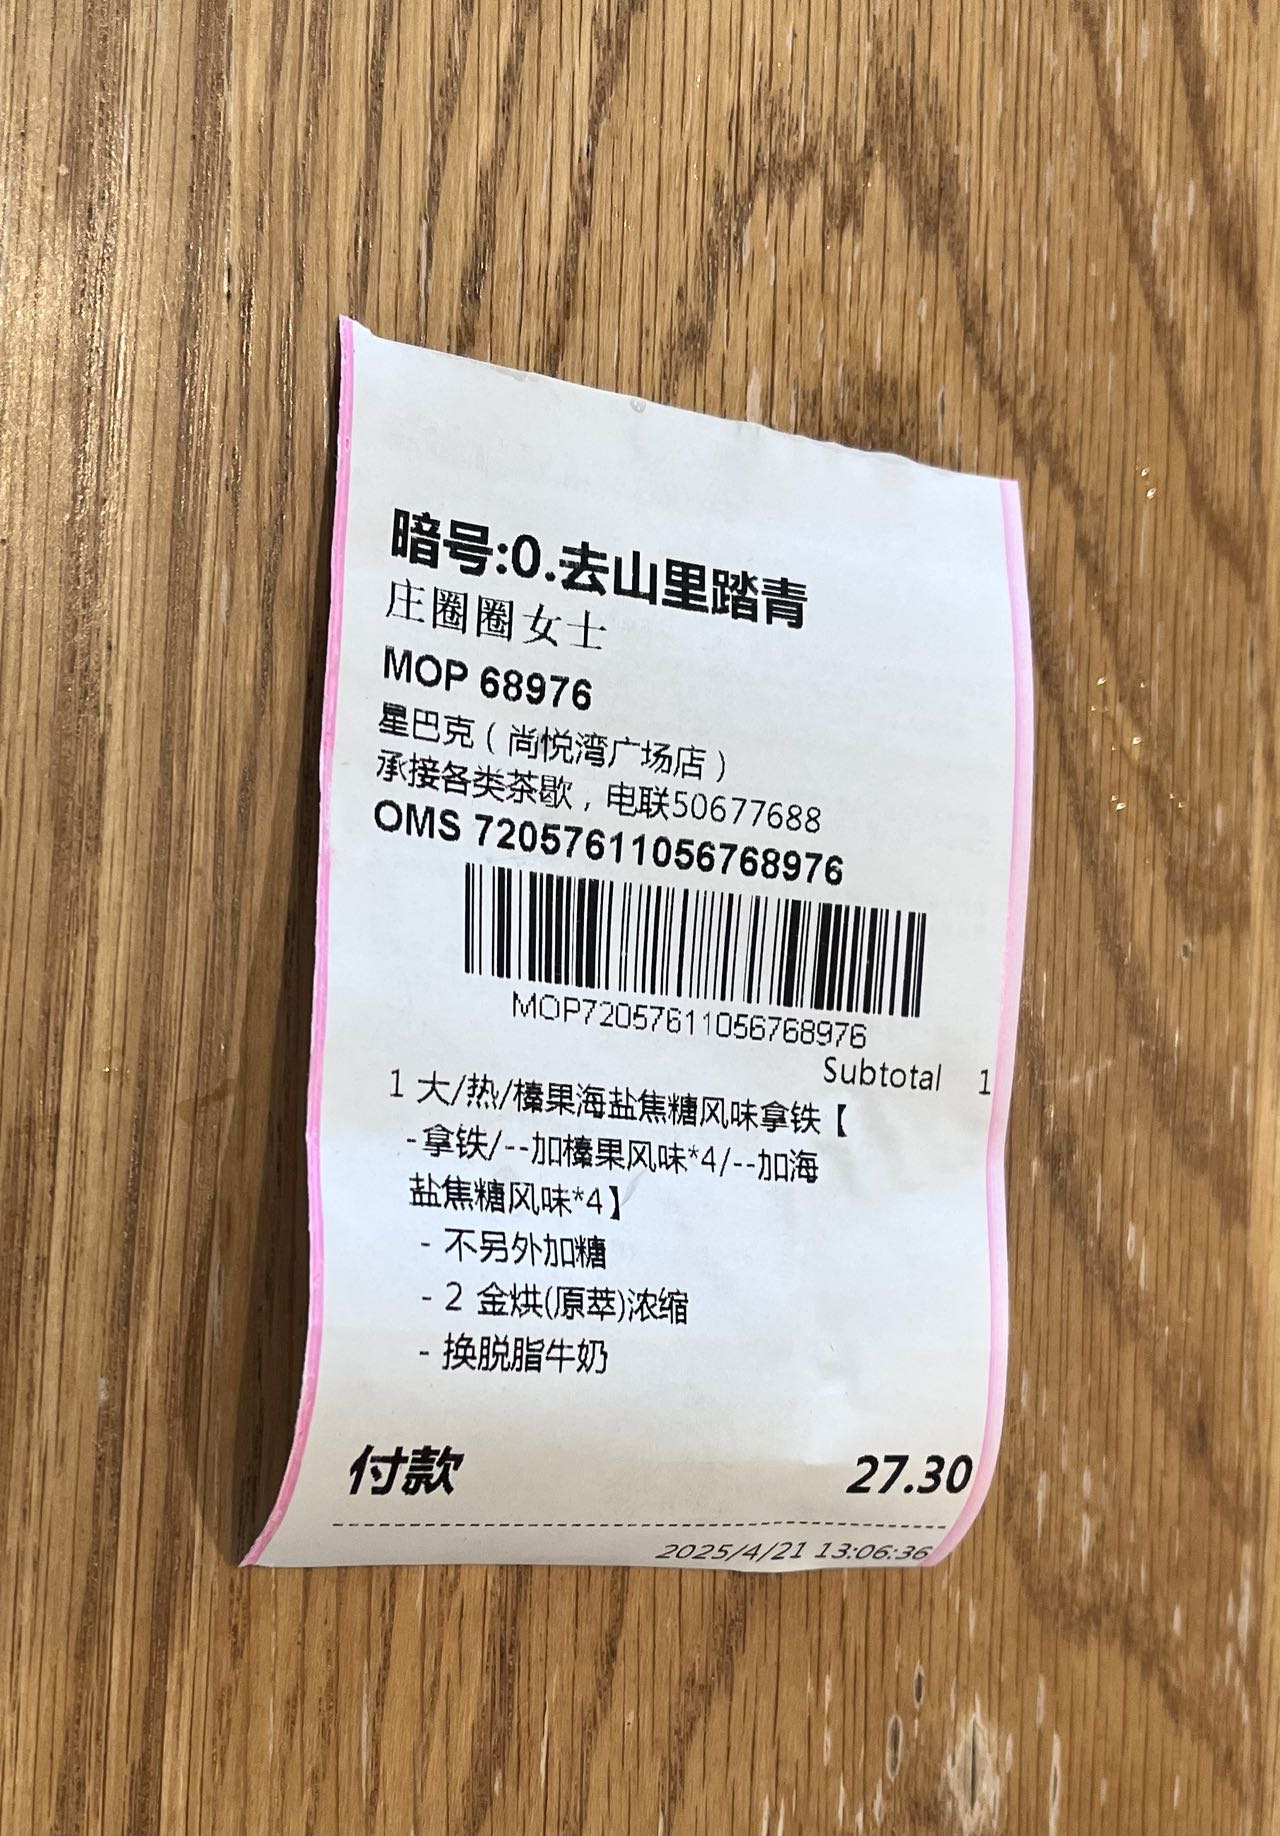 暗号:0.去山里踏青
庄圈圈女士
MOP 68976
星巴克（尚悦湾广场店）
承接各类茶歇，电联50677688
OMS 72057611056768976
MOP72057611056768976
Subtotal 1
1 大/热/榛果海盐焦糖风味拿铁【
-拿铁/--加榛果风味*4/--加海
盐焦糖风味*4】
- 不另外加糖
- 2 金烘(原萃)浓缩
- 换脱脂牛奶
付款 27.30
2025/4/21 13:06:36